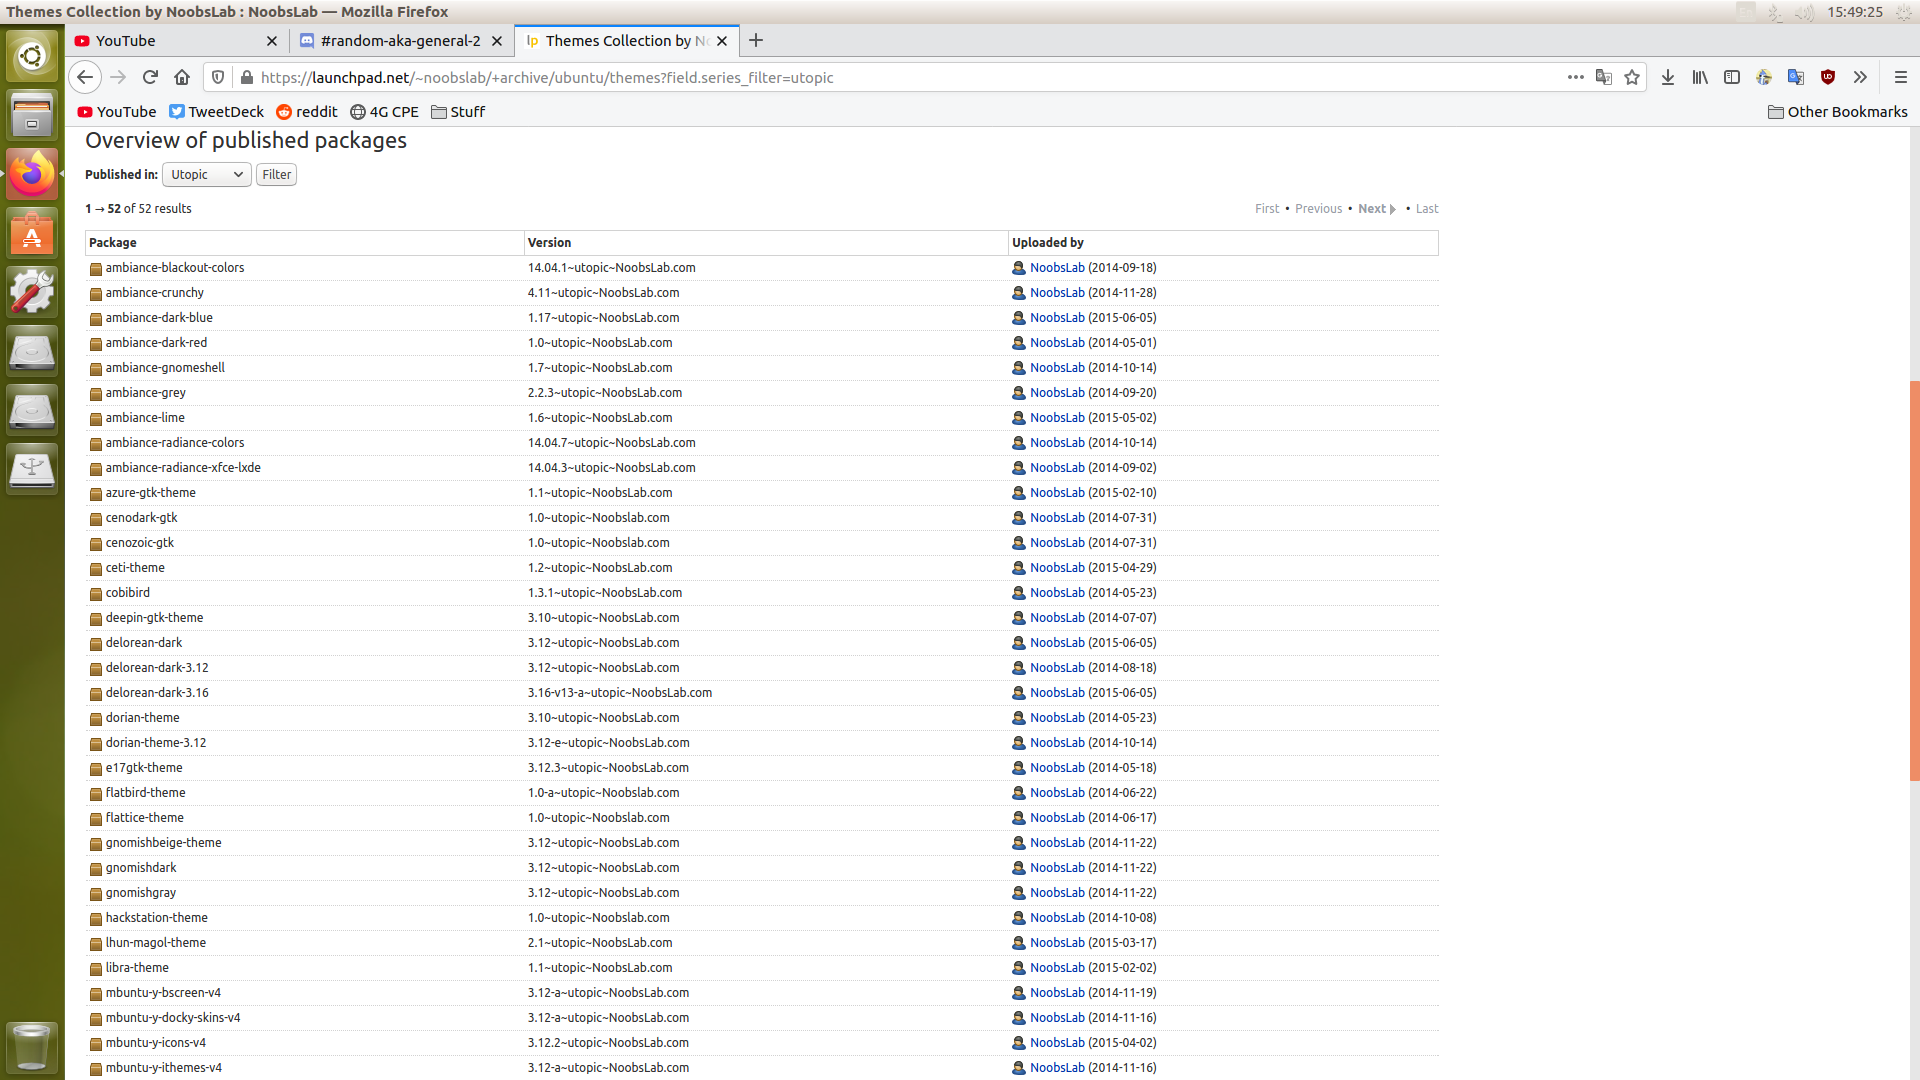 Themes Collection by NoobsLab : NoobsLab — Mozilla Firefox
15:49:25
YouTube
#random-aka-general-2
Themes Collection by No
https://launchpad.net/~noobslab/+archive/ubuntu/themes?field.series_filter=utopic
YouTube TweetDeck reddit 4G CPE Stuff Other Bookmarks
Overview of published packages
Published in: Utopic Filter
1 → 52 of 52 results First • Previous • Next • Last
Package Version Uploaded by
ambiance-blackout-colors 14.04.1~utopic~NoobsLab.com NoobsLab (2014-09-18)
ambiance-crunchy 4.11~utopic~NoobsLab.com NoobsLab (2014-11-28)
ambiance-dark-blue 1.17~utopic~NoobsLab.com NoobsLab (2015-06-05)
ambiance-dark-red 1.0~utopic~NoobsLab.com NoobsLab (2014-05-01)
ambiance-gnomeshell 1.7~utopic~NoobsLab.com NoobsLab (2014-10-14)
ambiance-grey 2.2.3~utopic~NoobsLab.com NoobsLab (2014-09-20)
ambiance-lime 1.6~utopic~NoobsLab.com NoobsLab (2015-05-02)
ambiance-radiance-colors 14.04.7~utopic~NoobsLab.com NoobsLab (2014-10-14)
ambiance-radiance-xfce-lxde 14.04.3~utopic~NoobsLab.com NoobsLab (2014-09-02)
azure-gtk-theme 1.1~utopic~NoobsLab.com NoobsLab (2015-02-10)
cenodark-gtk 1.0~utopic~Noobslab.com NoobsLab (2014-07-31)
cenozoic-gtk 1.0~utopic~Noobslab.com NoobsLab (2014-07-31)
ceti-theme 1.2~utopic~NoobsLab.com NoobsLab (2015-04-29)
cobibird 1.3.1~utopic~NoobsLab.com NoobsLab (2014-05-23)
deepin-gtk-theme 3.10~utopic~NoobsLab.com NoobsLab (2014-07-07)
delorean-dark 3.12~utopic~NoobsLab.com NoobsLab (2015-06-05)
delorean-dark-3.12 3.12~utopic~NoobsLab.com NoobsLab (2014-08-18)
delorean-dark-3.16 3.16-v13-a~utopic~NoobsLab.com NoobsLab (2015-06-05)
dorian-theme 3.10~utopic~NoobsLab.com NoobsLab (2014-05-23)
dorian-theme-3.12 3.12-e~utopic~NoobsLab.com NoobsLab (2014-10-14)
e17gtk-theme 3.12.3~utopic~NoobsLab.com NoobsLab (2014-05-18)
flatbird-theme 1.0-a~utopic~Noobslab.com NoobsLab (2014-06-22)
flattice-theme 1.0~utopic~Noobslab.com NoobsLab (2014-06-17)
gnomishbeige-theme 3.12~utopic~NoobsLab.com NoobsLab (2014-11-22)
gnomishdark 3.12~utopic~NoobsLab.com NoobsLab (2014-11-22)
gnomishgray 3.12~utopic~NoobsLab.com NoobsLab (2014-11-22)
hackstation-theme 1.0~utopic~Noobslab.com NoobsLab (2014-10-08)
lhun-magol-theme 2.1~utopic~NoobsLab.com NoobsLab (2015-03-17)
libra-theme 1.1~utopic~NoobsLab.com NoobsLab (2015-02-02)
mbuntu-y-bscreen-v4 3.12-a~utopic~NoobsLab.com NoobsLab (2014-11-19)
mbuntu-y-docky-skins-v4 3.12-a~utopic~NoobsLab.com NoobsLab (2014-11-16)
mbuntu-y-icons-v4 3.12.2~utopic~NoobsLab.com NoobsLab (2015-04-02)
mbuntu-y-ithemes-v4 3.12-a~utopic~NoobsLab.com NoobsLab (2014-11-16)